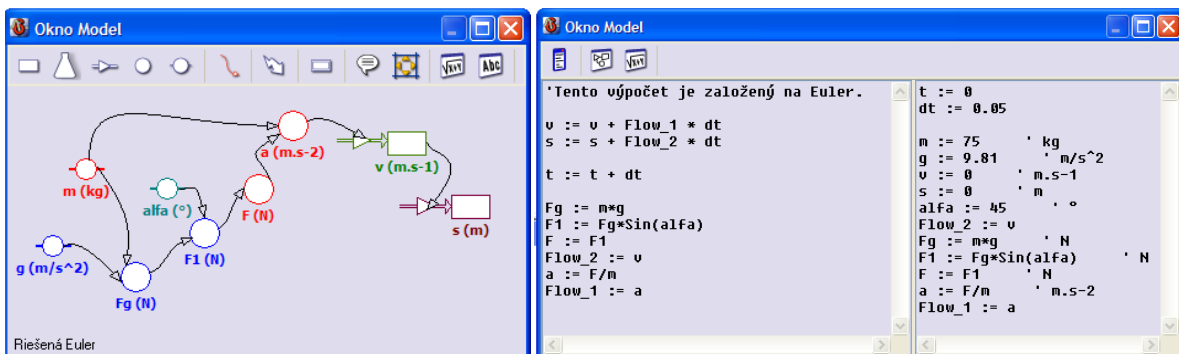 Okno Model
√x+y Abc
a (m.s-2)
v (m.s-1)
m (kg)
alfa (°)
F (N)
s (m)
F1 (N)
g (m/s^2)
Fg (N)
Riešená Euler
Okno Model
√x+y
'Tento výpočet je založený na Euler.
v := v + Flow_1 * dt
s := s + Flow_2 * dt
t := t + dt
Fg := m*g
F1 := Fg*Sin(alfa)
F := F1
Flow_2 := v
a := F/m
Flow_1 := a
t := 0
dt := 0.05
m := 75 ' kg
g := 9.81 ' m/s^2
v := 0 ' m.s-1
s := 0 ' m
alfa := 45 ' °
Flow_2 := v
Fg := m*g ' N
F1 := Fg*Sin(alfa) ' N
F := F1 ' N
a := F/m ' m.s-2
Flow_1 := a